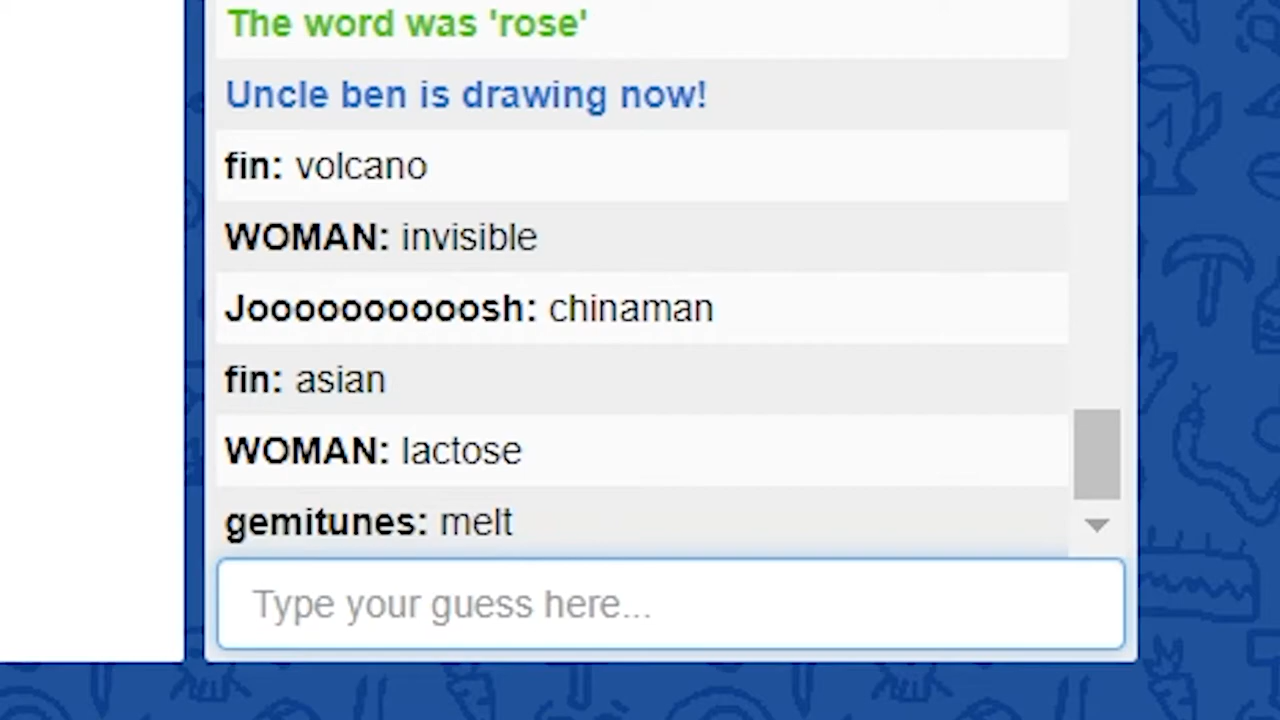 The word was 'rose'
Uncle ben is drawing now!
fin: volcano
WOMAN: invisible
Joooooooooosh: chinaman
fin: asian
WOMAN: lactose
gemitunes: melt
Type your guess here...